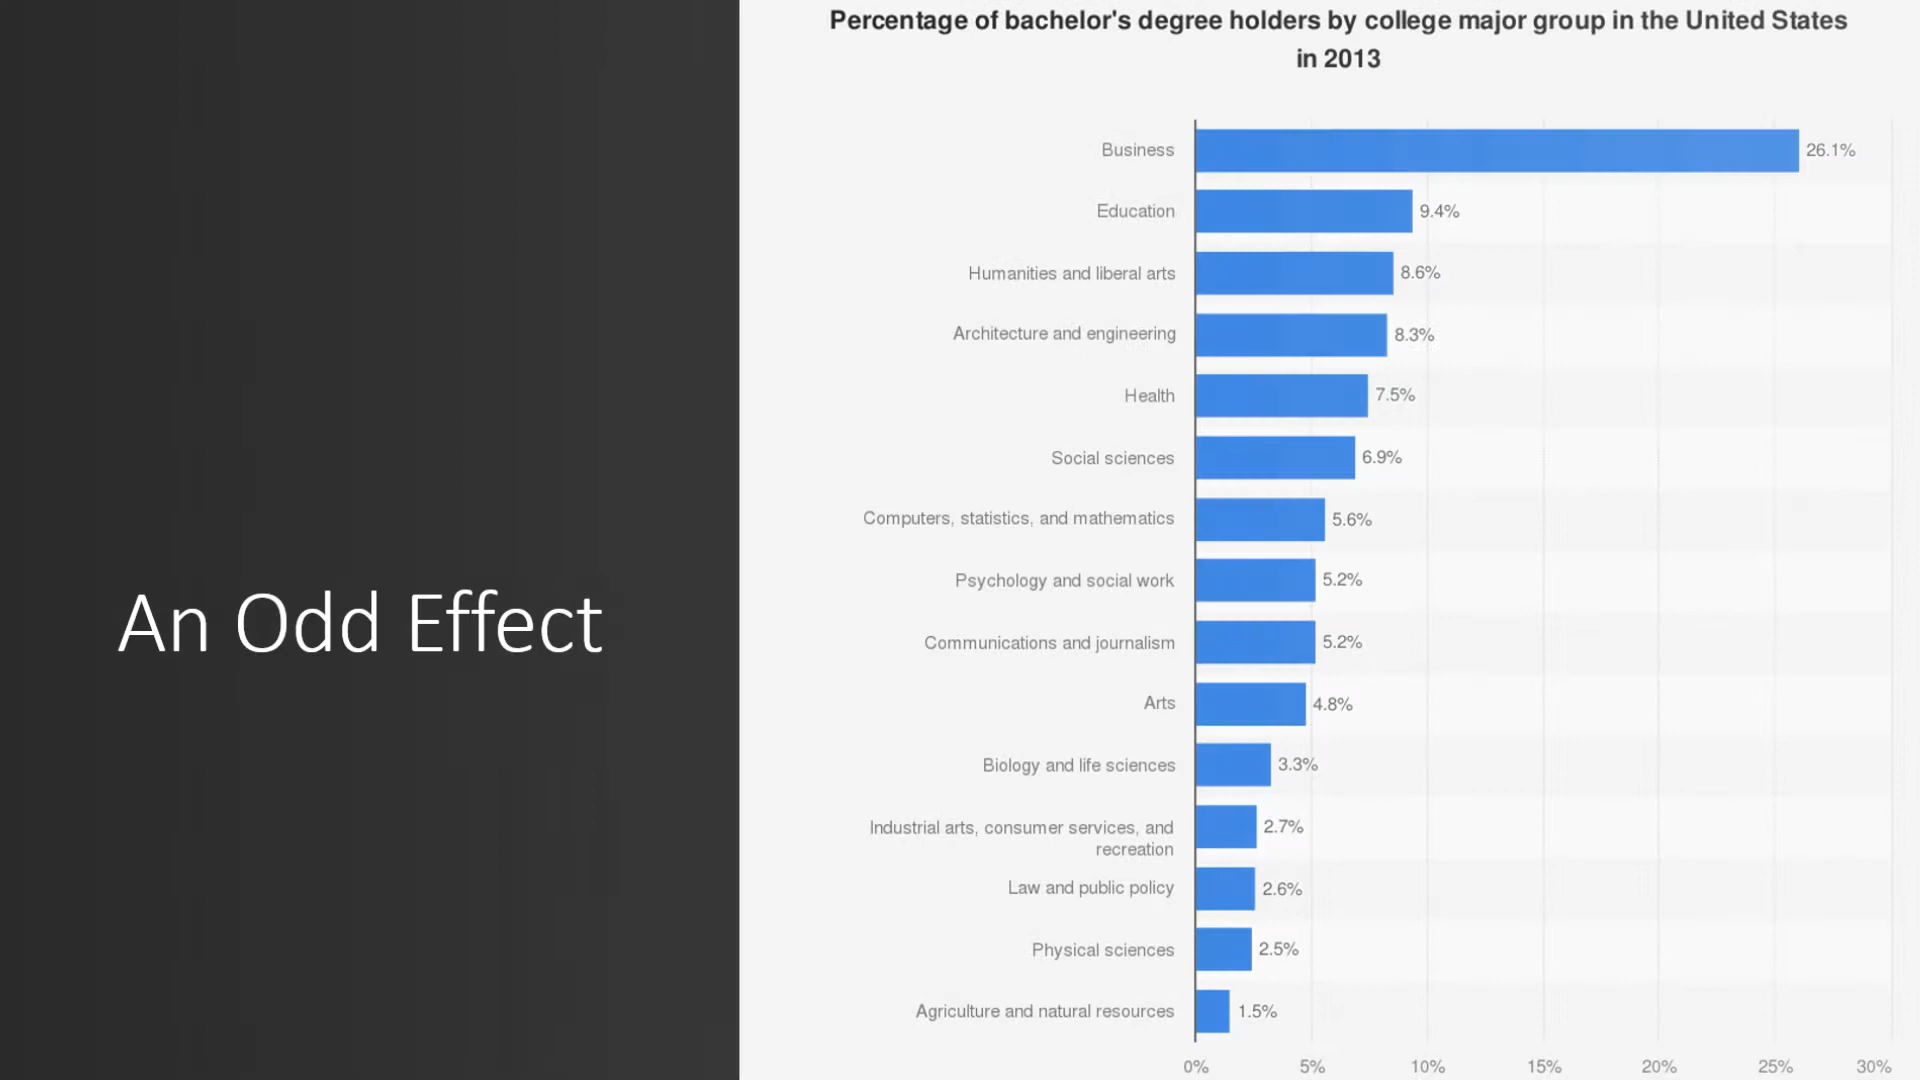 Percentage of bachelor's degree holders by college major group in the United States
in 2013
Business
26.1%
Education
9.4%
Humanities and liberal arts
8.6%
Architecture and engineering
8.3%
Health
7.5%
Social sciences
6.9%
Computers, statistics, and mathematics
5.6%
Psychology and social work
5.2%
Communications and journalism
5.2%
Arts
4.8%
Biology and life sciences
3.3%
Industrial arts, consumer services, and
recreation
2.7%
Law and public policy
2.6%
Physical sciences
2.5%
Agriculture and natural resources
1.5%
0% 5% 10% 15% 20% 25% 30%
An Odd Effect